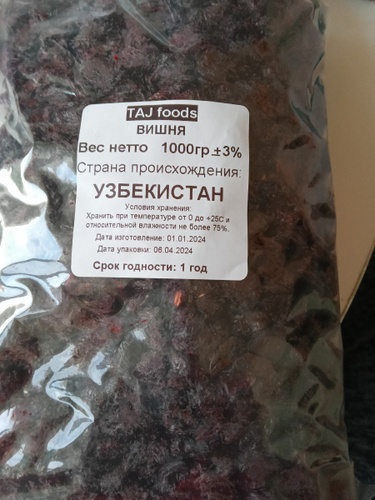 TAJ foods
ВИШНЯ
Вес нетто 1000гр.±3%
Страна происхождения:
УЗБЕКИСТАН
Условия хранения:
Хранить при температуре от 0 до +25С и
относительной влажности не более 75%.
Дата изготовление: 01.01.2024
Дата упаковки: 06.04.2024
Срок годности: 1 год